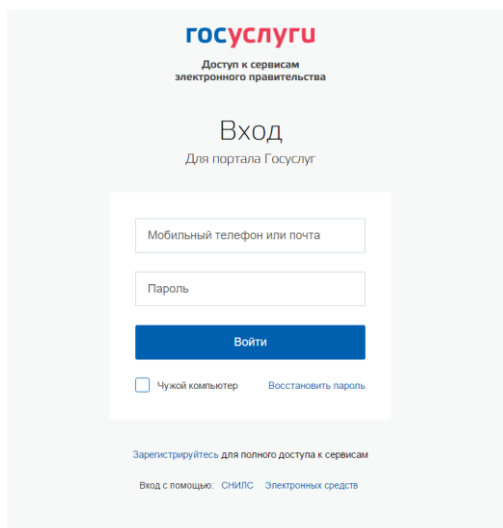 госуслуги
Доступ к сервисам
электронного правительства
Вход
Для портала Госуслуг
Мобильный телефон или почта
Пароль
Войти
Чужой компьютер Восстановить пароль
Зарегистрируйтесь для полного доступа к сервисам
Вход с помощью: СНИЛС Электронных средств